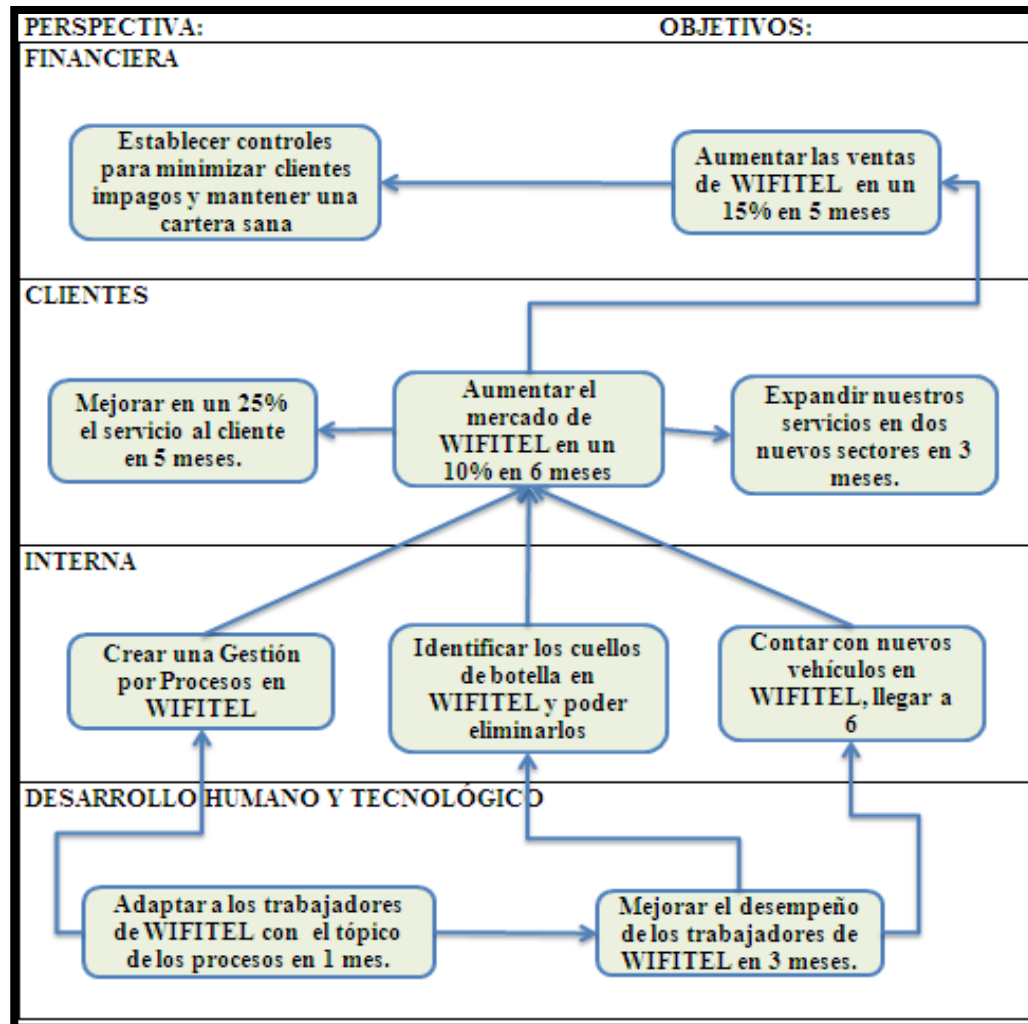 PERSPECTIVA: OBJETIVOS:
FINANCIERA
Establecer controles
para minimizar clientes
impagos y mantener una
cartera sana
Aumentar las ventas
de WIFITEL en un
15% en 5 meses
CLIENTES
Mejorar en un 25%
el servicio al cliente
en 5 meses.
Aumentar el
mercado de
WIFITEL en un
10% en 6 meses
Expandir nuestros
servicios en dos
nuevos sectores en 3
meses.
INTERNA
Crear una Gestión
por Procesos en
WIFITEL
Identificar los cuellos
de botella en
WIFITEL y poder
eliminarlos
Contar con nuevos
vehículos en
WIFITEL, llegar a
6
DESARROLLO HUMANO Y TECNOLÓGICO
Adaptar a los trabajadores
de WIFITEL con el tópico
de los procesos en 1 mes.
Mejorar el desempeño
de los trabajadores de
WIFITEL en 3 meses.